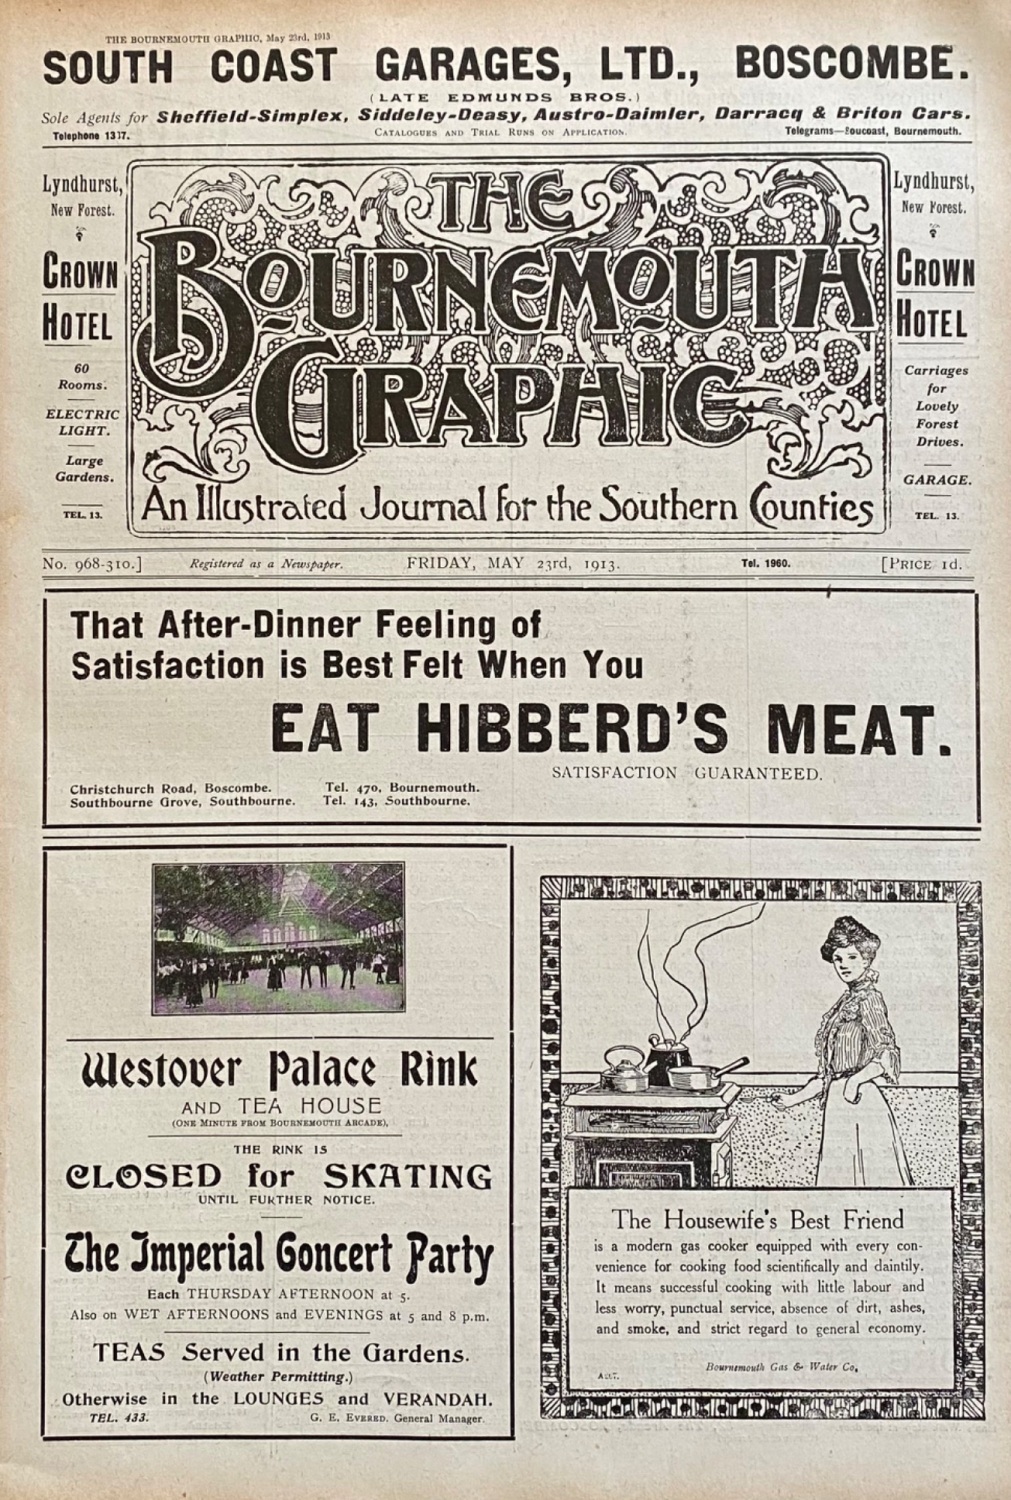 THE BOURNEMOUTH GRAPHIC, May 23rd, 1913
SOUTH COAST GARAGES, LTD., BOSCOMBE.
(LATE EDMUNDS BROS.)
Sole Agents for Sheffield-Simplex, Siddeley-Deasy, Austro-Daimler, Darracq & Briton Cars.
Telephone 1317. CATALOGUES AND TRIAL RUNS ON APPLICATION. Telegrams—Soucoast, Bournemouth.
Lyndhurst,
New Forest.
CROWN
HOTEL
60
Rooms.
ELECTRIC
LIGHT.
Large
Gardens.
TEL. 13.
THE
BOURNEMOUTH
GRAPHIC
An Illustrated Journal for the Southern Counties
Lyndhurst,
New Forest.
CROWN
HOTEL
Carriages
for
Lovely
Forest
Drives.
GARAGE.
TEL. 13.
No. 968-310.] Registered as a Newspaper. FRIDAY, MAY 23rd, 1913. Tel. 1960. [PRICE 1d.
That After-Dinner Feeling of
Satisfaction is Best Felt When You
EAT HIBBERD'S MEAT.
SATISFACTION GUARANTEED.
Christchurch Road, Boscombe. Tel. 470, Bournemouth.
Southbourne Grove, Southbourne. Tel. 143, Southbourne.
Westover Palace Rink
AND TEA HOUSE
(ONE MINUTE FROM BOURNEMOUTH ARCADE),
THE RINK IS
CLOSED for SKATING
UNTIL FURTHER NOTICE.
The Imperial Concert Party
Each THURSDAY AFTERNOON at 5.
Also on WET AFTERNOONS and EVENINGS at 5 and 8 p.m.
TEAS Served in the Gardens.
(Weather Permitting.)
Otherwise in the LOUNGES and VERANDAH.
TEL. 433. G. E. EVERED, General Manager.
The Housewife's Best Friend
is a modern gas cooker equipped with every con-
venience for cooking food scientifically and daintily.
It means successful cooking with little labour and
less worry, punctual service, absence of dirt, ashes,
and smoke, and strict regard to general economy.
Bournemouth Gas & Water Co.
ADVT.